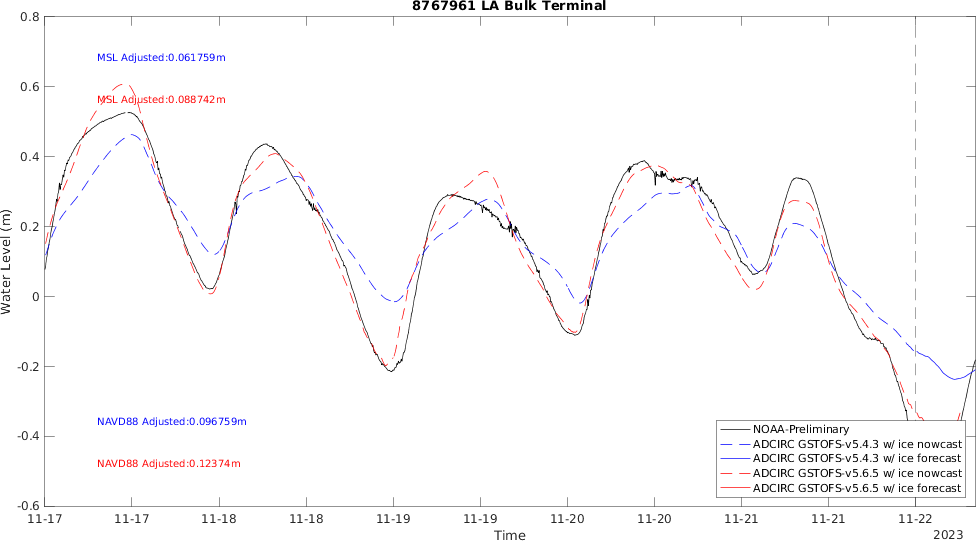 8767961 LA Bulk Terminal
0.8
MSL Adjusted:0.061759m
0.6
MSL Adjusted:0.088742m
0.4
0.2
Water Level (m)
0
-0.2
NAVD88 Adjusted:0.096759m
-0.4
NAVD88 Adjusted:0.12374m
NOAA-Preliminary
ADCIRC GSTOFS-v5.4.3 w/ ice nowcast
ADCIRC GSTOFS-v5.4.3 w/ ice forecast
ADCIRC GSTOFS-v5.6.5 w/ ice nowcast
ADCIRC GSTOFS-v5.6.5 w/ ice forecast
-0.6
11-17 11-17 11-18 11-18 11-19 11-19 11-20 11-20 11-21 11-21 11-22
Time
2023